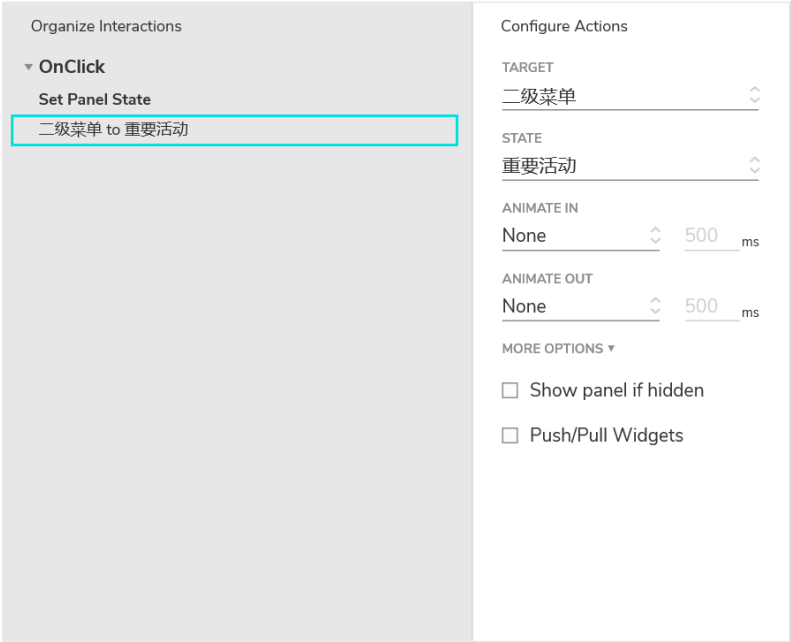 Organize Interactions
OnClick
Set Panel State
二级菜单 to 重要活动
Configure Actions
TARGET
二级菜单
STATE
重要活动
ANIMATE IN
None 500 ms
ANIMATE OUT
None 500 ms
MORE OPTIONS
Show panel if hidden
Push/Pull Widgets